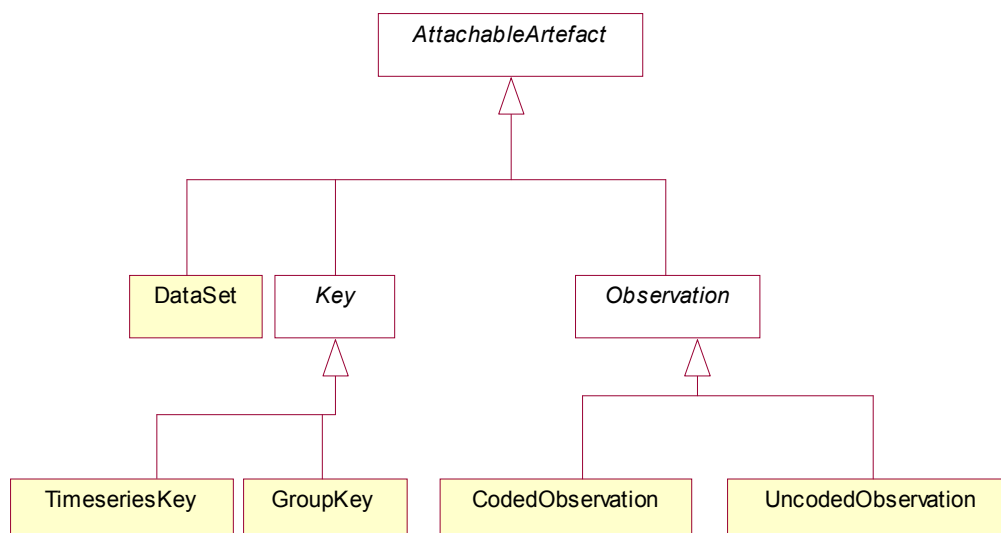 AttachableArtefact
DataSet
Key
Observation
TimeseriesKey
GroupKey
CodedObservation
UncodedObservation